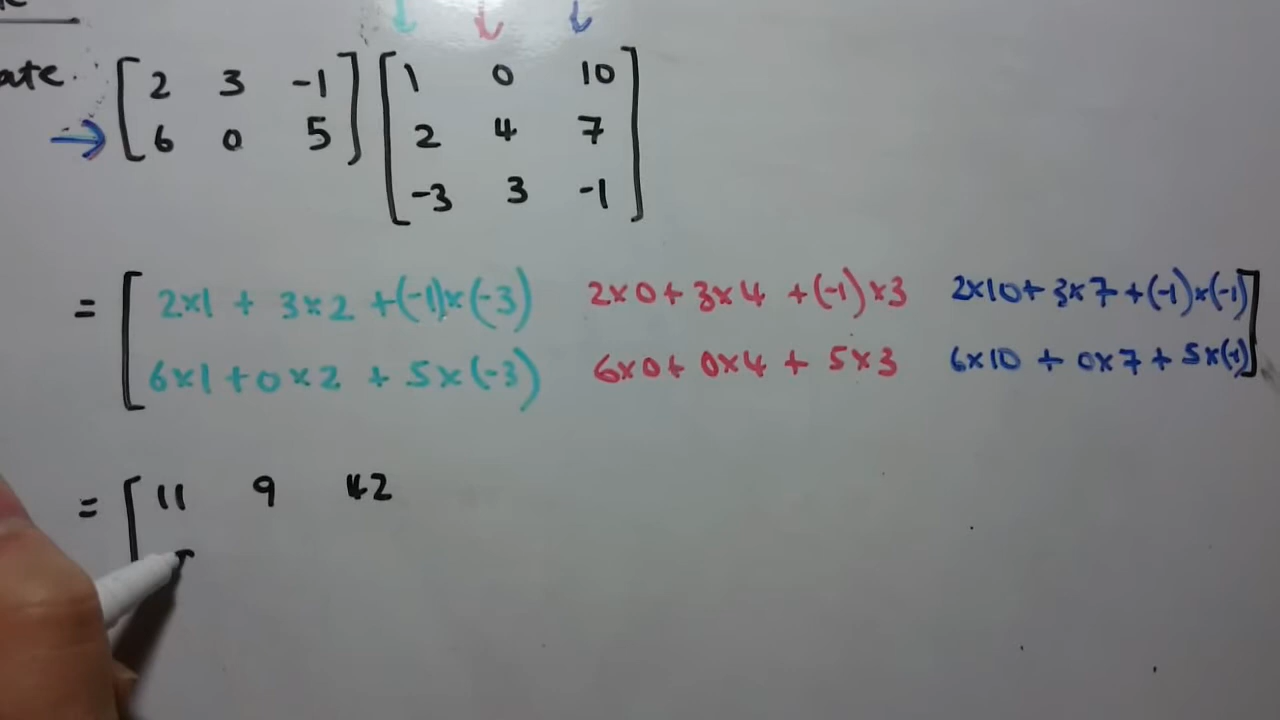 2 3 -1 1 0 10
6 0 5 2 4 7
-3 3 -1
= [ 2×1 + 3×2 +(-1)×(-3) 2×0+ 3×4 +(-1)×3 2×10+3×7+(-1)×(-1) ]
6×1+0×2 + 5×(-3) 6×0+ 0×4 + 5×3 6×10 + 0×7+ 5×(-1)
= [ 11 9 42